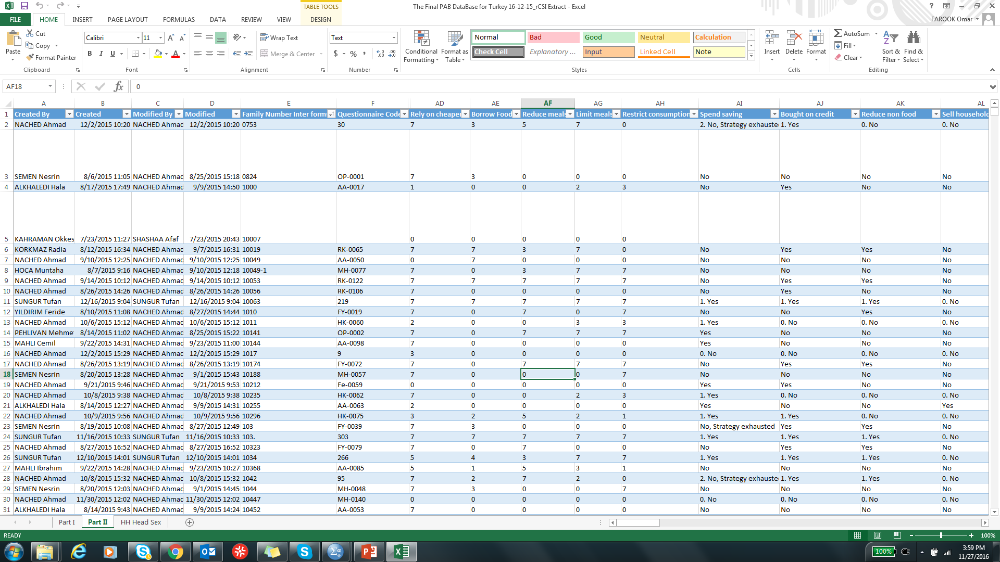 TABLE TOOLS
The Final PAB DataBase for Turkey 16-12-15_rCSI Extract - Excel
FILE HOME INSERT PAGE LAYOUT FORMULAS DATA REVIEW VIEW DESIGN FAROOK Omar
Cut
Copy
Format Painter
Paste
Clipboard
Calibri 11
B I U
Font
Wrap Text
Merge & Center
Alignment
Text
$ % ,
Number
Conditional Formatting
Format as Table
Normal Bad Good Neutral Calculation
Check Cell Explanatory ... Input Linked Cell Note
Styles
Insert Delete Format
Cells
AutoSum
Fill
Clear
Sort & Filter
Find & Select
Editing
AF18 fx 0
A B C D E F AD AE AF AG AH AI AJ AK AL
1 Created By Created Modified By Modified Family Number Inter form Questionnaire Code Rely on cheaper Borrow Food Reduce meals Limit meals Restrict consumption Spend saving Bought on credit Reduce non food Sell household
2 NACHED Ahmad 12/2/2015 10:20 NACHED Ahmad 12/2/2015 10:20 0753 30 7 3 5 7 0 2. No, Strategy exhausted 1. Yes 0. No 0. No
3 SEMEN Nesrin 8/6/2015 11:05 NACHED Ahmad 8/25/2015 15:18 0824 OP-0001 7 3 0 0 0 No No No No
4 ALKHALEDI Hala 8/17/2015 17:49 NACHED Ahmad 9/9/2015 14:50 1000 AA-0017 1 0 0 2 3 No Yes No No
5 KAHRAMAN Okkes 7/23/2015 11:27 SHASHAA Afaf 7/23/2015 20:43 10007 0 0 0 0 0
6 KORKMAZ Radia 8/12/2015 16:34 NACHED Ahmad 9/7/2015 16:31 10019 RK-0065 7 7 3 7 0 No Yes Yes No
7 NACHED Ahmad 9/10/2015 12:25 NACHED Ahmad 9/10/2015 12:25 10049 AA-0050 0 7 0 0 0 No No No No
8 HOCA Muntaha 8/7/2015 9:16 NACHED Ahmad 9/10/2015 12:18 10049-1 MH-0077 7 0 3 7 7 No No No No
9 NACHED Ahmad 9/14/2015 10:12 NACHED Ahmad 9/14/2015 10:12 10053 RK-0122 7 7 7 7 7 No Yes Yes No
10 NACHED Ahmad 8/26/2015 14:26 NACHED Ahmad 8/26/2015 14:26 10056 RK-0106 7 0 0 0 0 No Yes No No
11 SUNGUR Tufan 12/16/2015 9:04 SUNGUR Tufan 12/16/2015 9:04 10063 219 7 7 7 7 7 1. Yes 1. Yes 1. Yes 0. No
12 YILDIRIM Feride 8/10/2015 11:08 NACHED Ahmad 8/27/2015 14:44 1010 FY-0019 7 0 7 0 7 No No Yes No
13 NACHED Ahmad 10/6/2015 15:12 NACHED Ahmad 10/6/2015 15:12 1011 HK-0060 2 0 0 3 3 1. Yes 0. No 0. No 0. No
14 PEHLIVAN Mehme 8/14/2015 11:02 NACHED Ahmad 8/25/2015 15:22 10141 OP-0002 7 0 7 7 7 Yes No No No
15 MAHLI Cemil 9/22/2015 14:31 NACHED Ahmad 9/23/2015 11:00 10144 AA-0098 7 0 0 0 0 Yes No No No
16 NACHED Ahmad 12/2/2015 15:29 NACHED Ahmad 12/2/2015 15:29 1017 9 3 0 0 0 0 0. No 0. No 0. No 0. No
17 NACHED Ahmad 8/26/2015 13:19 NACHED Ahmad 8/26/2015 13:19 10174 FY-0072 7 0 7 7 7 No Yes Yes No
18 SEMEN Nesrin 8/20/2015 13:28 NACHED Ahmad 9/1/2015 15:43 10188 MH-0057 7 0 0 0 7 No No No No
19 NACHED Ahmad 9/21/2015 9:46 NACHED Ahmad 9/21/2015 9:53 10212 Fe-0059 0 0 0 0 0 Yes Yes No No
20 NACHED Ahmad 10/8/2015 9:38 NACHED Ahmad 10/8/2015 9:38 10235 HK-0062 7 0 0 2 3 1. Yes 0. No 0. No 0. No
21 ALKHALEDI Hala 8/14/2015 12:27 NACHED Ahmad 9/9/2015 14:31 10255 AA-0063 2 0 0 0 0 Yes No No Yes
22 NACHED Ahmad 10/9/2015 9:56 NACHED Ahmad 10/9/2015 9:56 10296 HK-0075 3 2 5 2 1 1. Yes 1. Yes 0. No 0. No
23 SEMEN Nesrin 8/19/2015 10:08 NACHED Ahmad 8/27/2015 12:49 103 FY-0039 7 3 0 0 0 No, Strategy exhausted Yes Yes No
24 SUNGUR Tufan 11/16/2015 10:33 SUNGUR Tufan 11/16/2015 10:33 103. 303 7 7 7 7 7 1. Yes 1. Yes 1. Yes 0. No
25 NACHED Ahmad 8/27/2015 16:52 NACHED Ahmad 8/27/2015 16:52 10323 FY-0079 7 0 7 0 0 No Yes Yes No
26 SUNGUR Tufan 12/10/2015 14:01 SUNGUR Tufan 12/10/2015 14:01 1034 266 5 4 3 7 7 1. Yes 1. Yes 1. Yes 0. No
27 MAHLI Ibrahim 9/22/2015 14:28 NACHED Ahmad 9/23/2015 10:27 10368 AA-0085 5 1 5 3 1 No No No No
28 NACHED Ahmad 10/8/2015 15:32 NACHED Ahmad 10/8/2015 15:32 1042 95 7 2 7 2 0 2. No, Strategy exhausted 1. Yes 1. Yes 0. No
29 SEMEN Nesrin 8/20/2015 12:03 NACHED Ahmad 9/1/2015 14:45 1044 MH-0048 7 3 0 0 7 No No No No
30 NACHED Ahmad 11/30/2015 12:02 NACHED Ahmad 11/30/2015 12:02 10447 MH-0140 0 0 0 0 0 0. No 0. No 0. No 0. No
31 ALKHALEDI Hala 8/14/2015 9:43 NACHED Ahmad 9/9/2015 14:24 10452 AA-0053 7 0 0 0 0 No No No No
Part I Part II HH Head Sex
READY 100%
100% 3:59 PM
11/27/2016